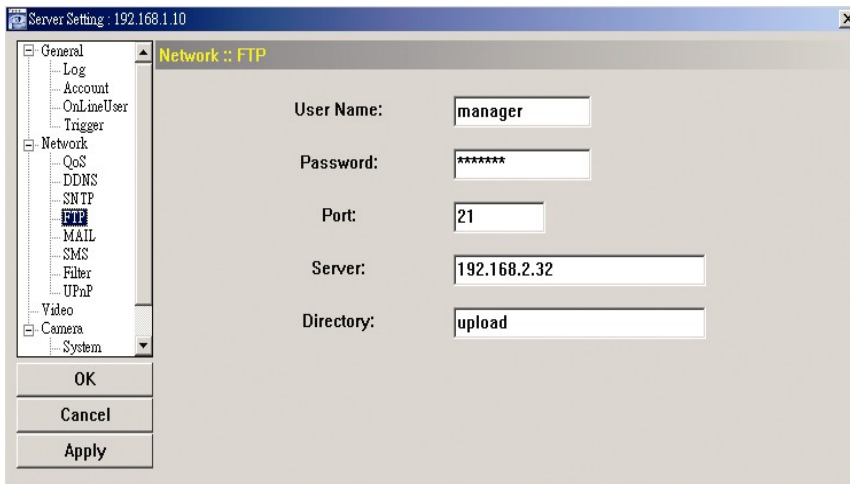 Server Setting : 192.168.1.10
General
Log
Account
OnLineUser
Trigger
Network
QoS
DDNS
SNTP
FTP
MAIL
SMS
Filter
UPnP
Video
Camera
System
OK
Cancel
Apply
Network :: FTP
User Name: manager
Password: *******
Port: 21
Server: 192.168.2.32
Directory: upload